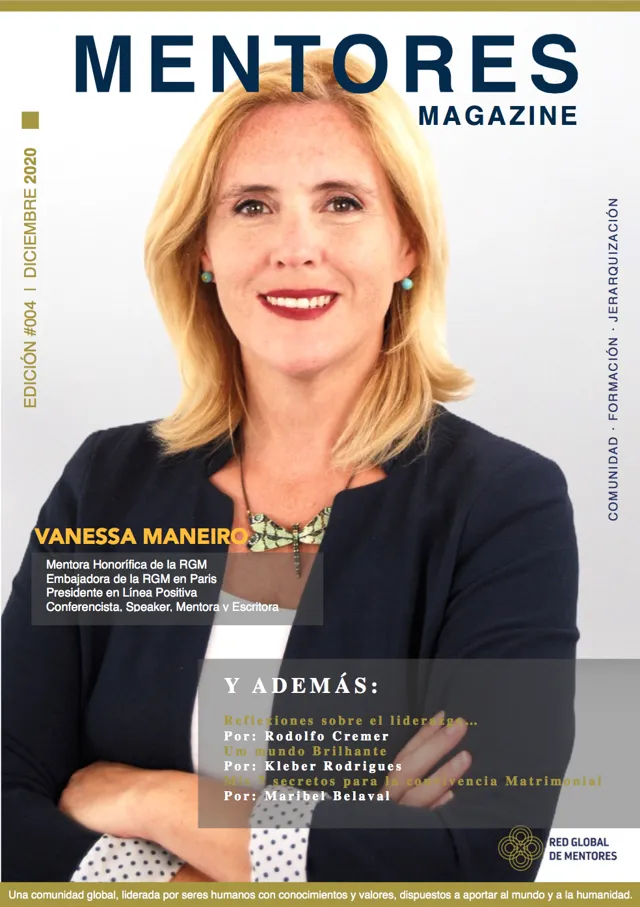 MENTORES
MAGAZINE
EDICIÓN #004 | DICIEMBRE 2020
COMUNIDAD · FORMACIÓN · JERARQUIZACIÓN
VANESSA MANEIRO
Mentora Honorífica de la RGM
Embajadora de la RGM en Paris
Presidente en Línea Positiva
Conferencista, Speaker, Mentora y Escritora
Y ADEMÁS:
Reflexiones sobre el liderazgo...
Por: Rodolfo Cremer
Um mundo Brilhante
Por: Kleber Rodrigues
7 secretos para la convivencia Matrimonial
Por: Maribel Belaval
RED GLOBAL
DE MENTORES
Una comunidad global, liderada por seres humanos con conocimientos y valores, dispuestos a aportar al mundo y a la humanidad.